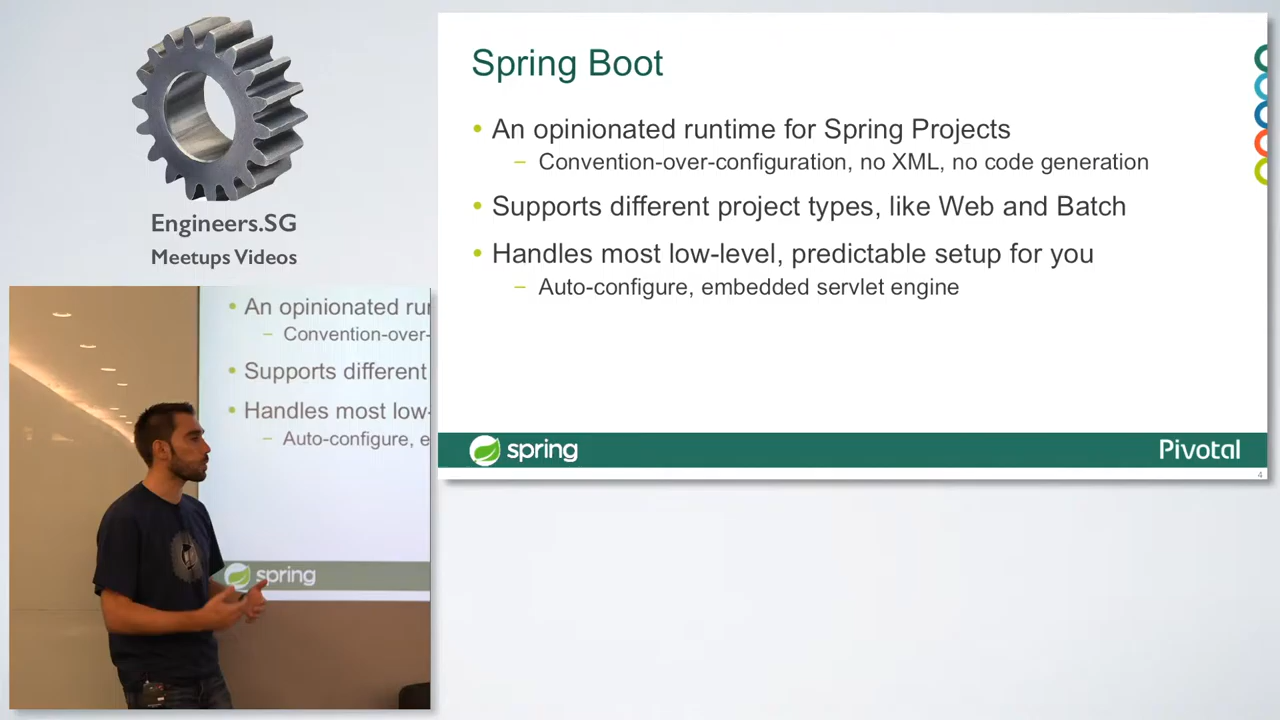 Engineers.SG
Meetups Videos
Spring Boot
• An opinionated runtime for Spring Projects
– Convention-over-configuration, no XML, no code generation
• Supports different project types, like Web and Batch
• Handles most low-level, predictable setup for you
– Auto-configure, embedded servlet engine
spring
Pivotal
4
• An opinionated ru
– Convention-over-
• Supports different
• Handles most low-
– Auto-configure, e
spring